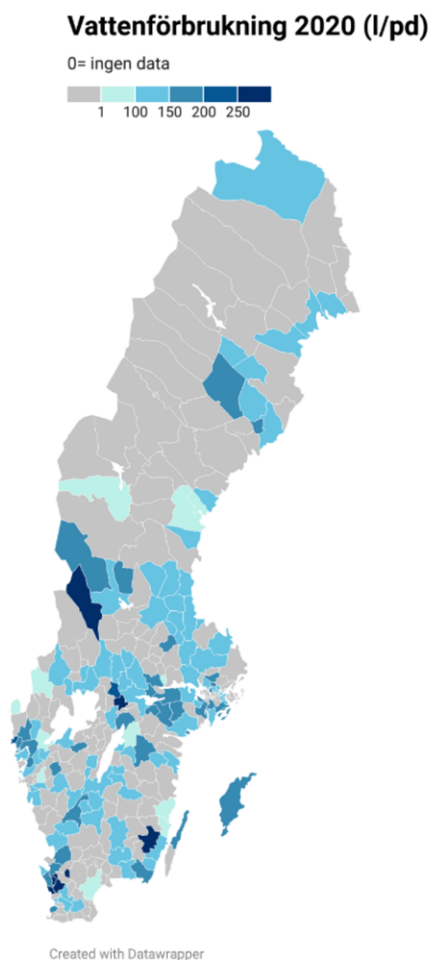 Vattenförbrukning 2020 (l/pd)
0= ingen data
1 100 150 200 250
Created with Datawrapper